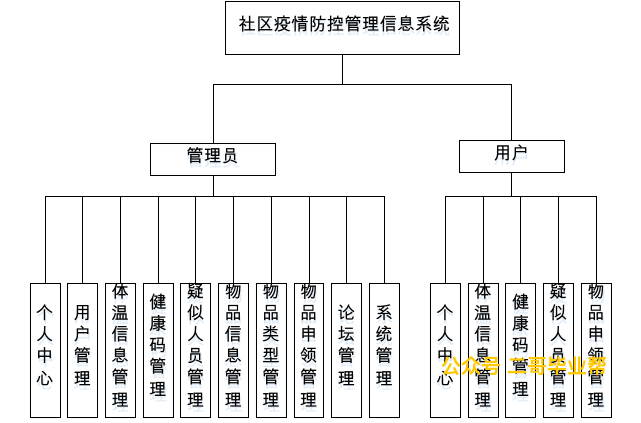 社区疫情防控管理信息系统
管理员
用户
个人中心
用户管理
体温信息管理
健康码管理
疑似人员管理
物品信息管理
物品类型管理
物品申领管理
论坛管理
系统管理
个人中心
体温信息管理
健康码管理
疑似人员管理
物品申领管理
公众号 二哥毕业帮